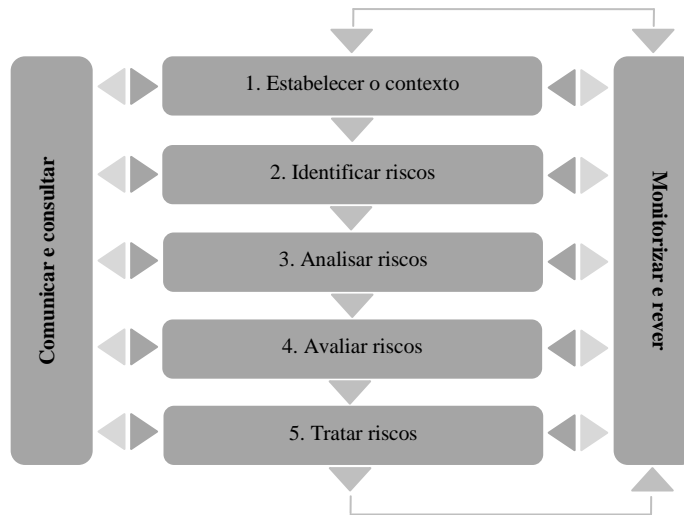 Comunicar e consultar
1. Estabelecer o contexto
2. Identificar riscos
3. Analisar riscos
4. Avaliar riscos
5. Tratar riscos
Monitorizar e rever